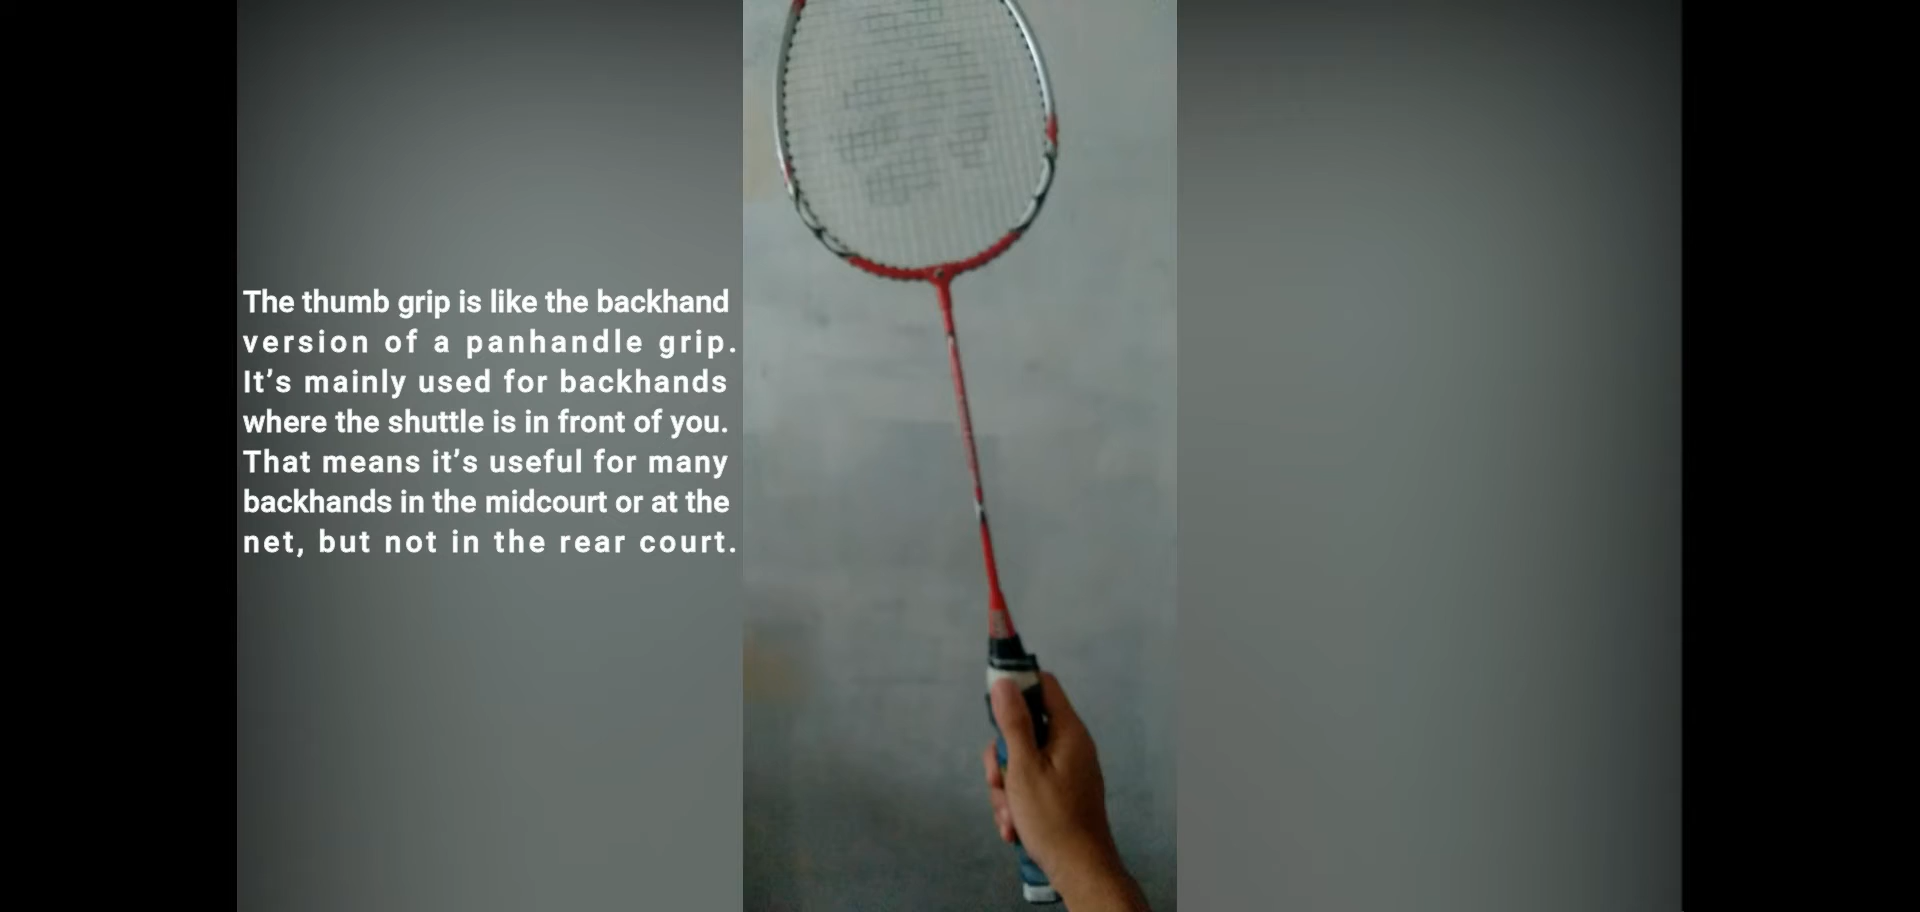 The thumb grip is like the backhand
version of a panhandle grip.
It's mainly used for backhands
where the shuttle is in front of you.
That means it's useful for many
backhands in the midcourt or at the
net, but not in the rear court.